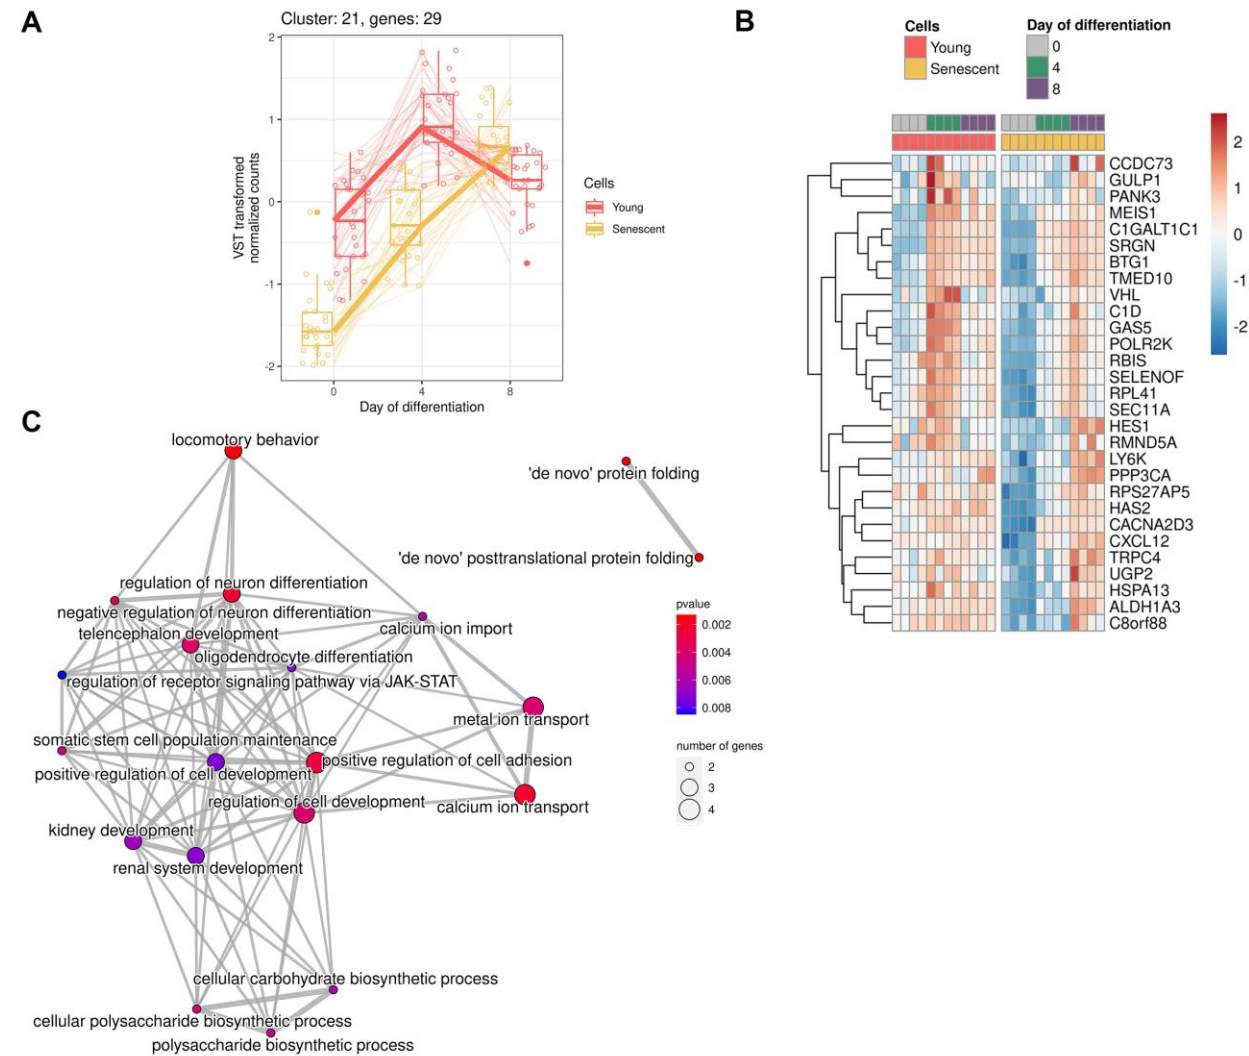 A
Cluster: 21, genes: 29
2
1
0
-1
-2
VST transformed
normalized counts
0
4
8
Day of differentiation
Cells
Young
Senescent
B
Cells
Young
Senescent
Day of differentiation
0
4
8
2
1
0
-1
-2
CCDC73
GULP1
PANK3
MEIS1
C1GALT1C1
SRGN
BTG1
TMED10
VHL
C1D
GAS5
POLR2K
RBIS
SELENOF
RPL41
SEC11A
HES1
RMND5A
LY6K
PPP3CA
RPS27AP5
HAS2
CACNA2D3
CXCL12
TRPC4
UGP2
HSPA13
ALDH1A3
C8orf88
C
locomotory behavior
'de novo' protein folding
'de novo' posttranslational protein folding
regulation of neuron differentiation
negative regulation of neuron differentiation
calcium ion import
telencephalon development
oligodendrocyte differentiation
regulation of receptor signaling pathway via JAK-STAT
metal ion transport
somatic stem cell population maintenance
positive regulation of cell adhesion
positive regulation of cell development
regulation of cell development
calcium ion transport
kidney development
renal system development
cellular carbohydrate biosynthetic process
cellular polysaccharide biosynthetic process
polysaccharide biosynthetic process
pvalue
0.002
0.004
0.006
0.008
number of genes
2
3
4